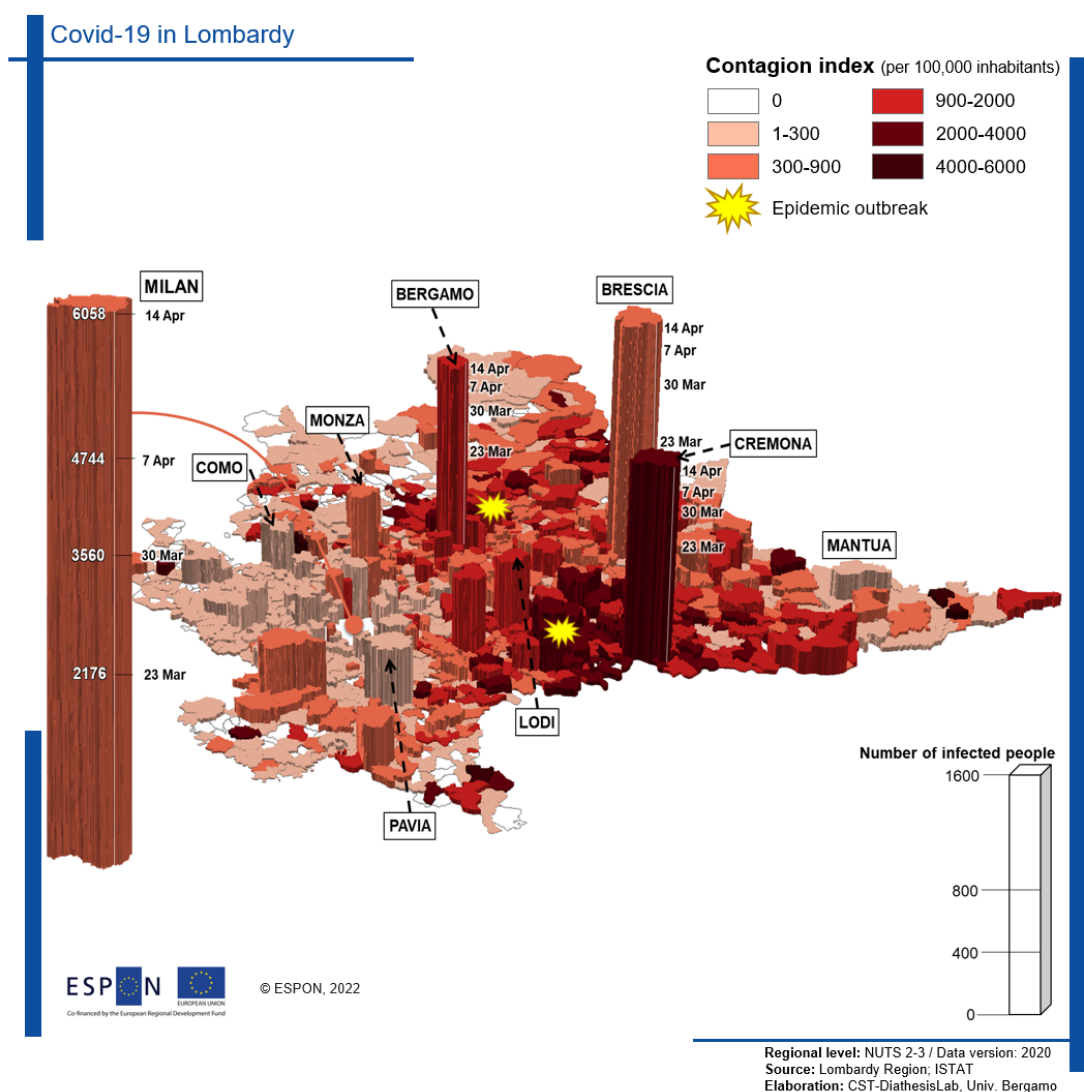 Covid-19 in Lombardy
Contagion index (per 100,000 inhabitants)
0
1-300
300-900
900-2000
2000-4000
4000-6000
Epidemic outbreak
MILAN
6058
14 Apr
4744
7 Apr
3560
30 Mar
2176
23 Mar
BERGAMO
14 Apr
7 Apr
30 Mar
23 Mar
BRESCIA
14 Apr
7 Apr
30 Mar
23 Mar
CREMONA
14 Apr
7 Apr
30 Mar
23 Mar
MONZA
COMO
MANTUA
LODI
PAVIA
Number of infected people
1600
800
400
0
ESPON
EUROPEAN UNION
Co-financed by the European Regional Development Fund
© ESPON, 2022
Regional level: NUTS 2-3 / Data version: 2020
Source: Lombardy Region; ISTAT
Elaboration: CST-DiathesisLab, Univ. Bergamo